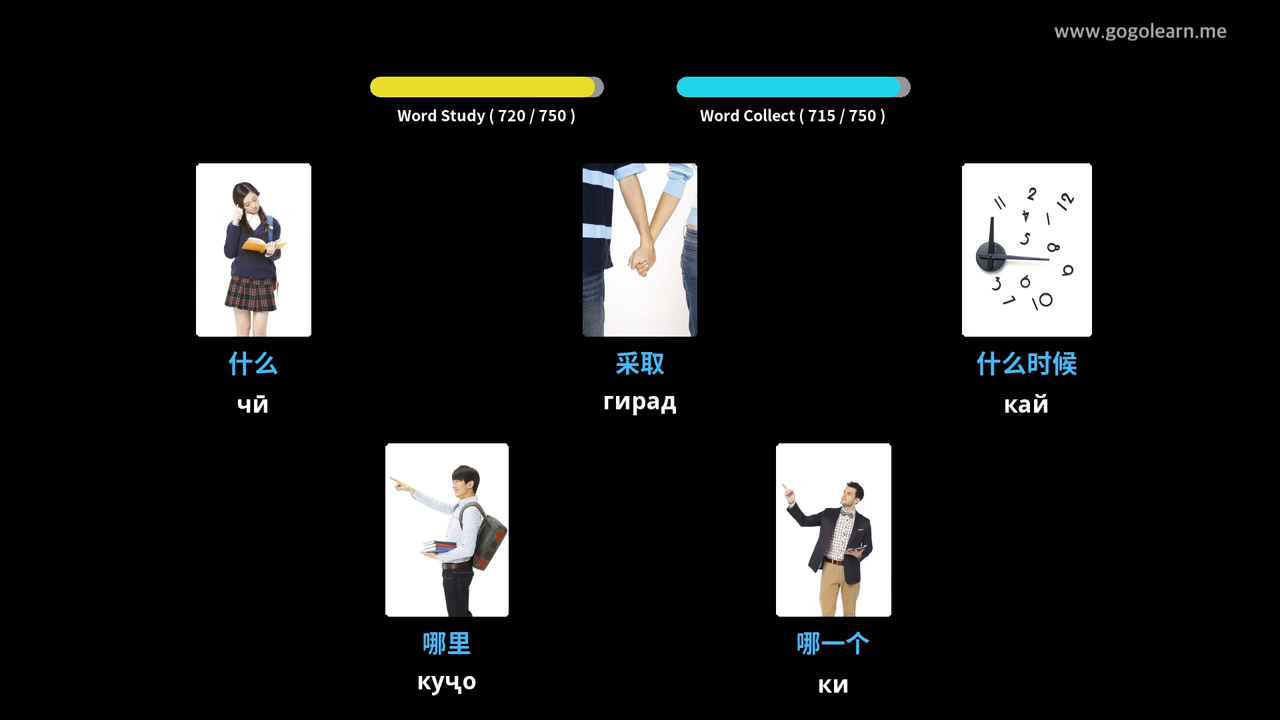 www.gogolearn.me
Word Study ( 720 / 750 )
Word Collect ( 715 / 750 )
什么
чӣ
采取
гирад
什么时候
кай
哪里
куҷо
哪一个
ки